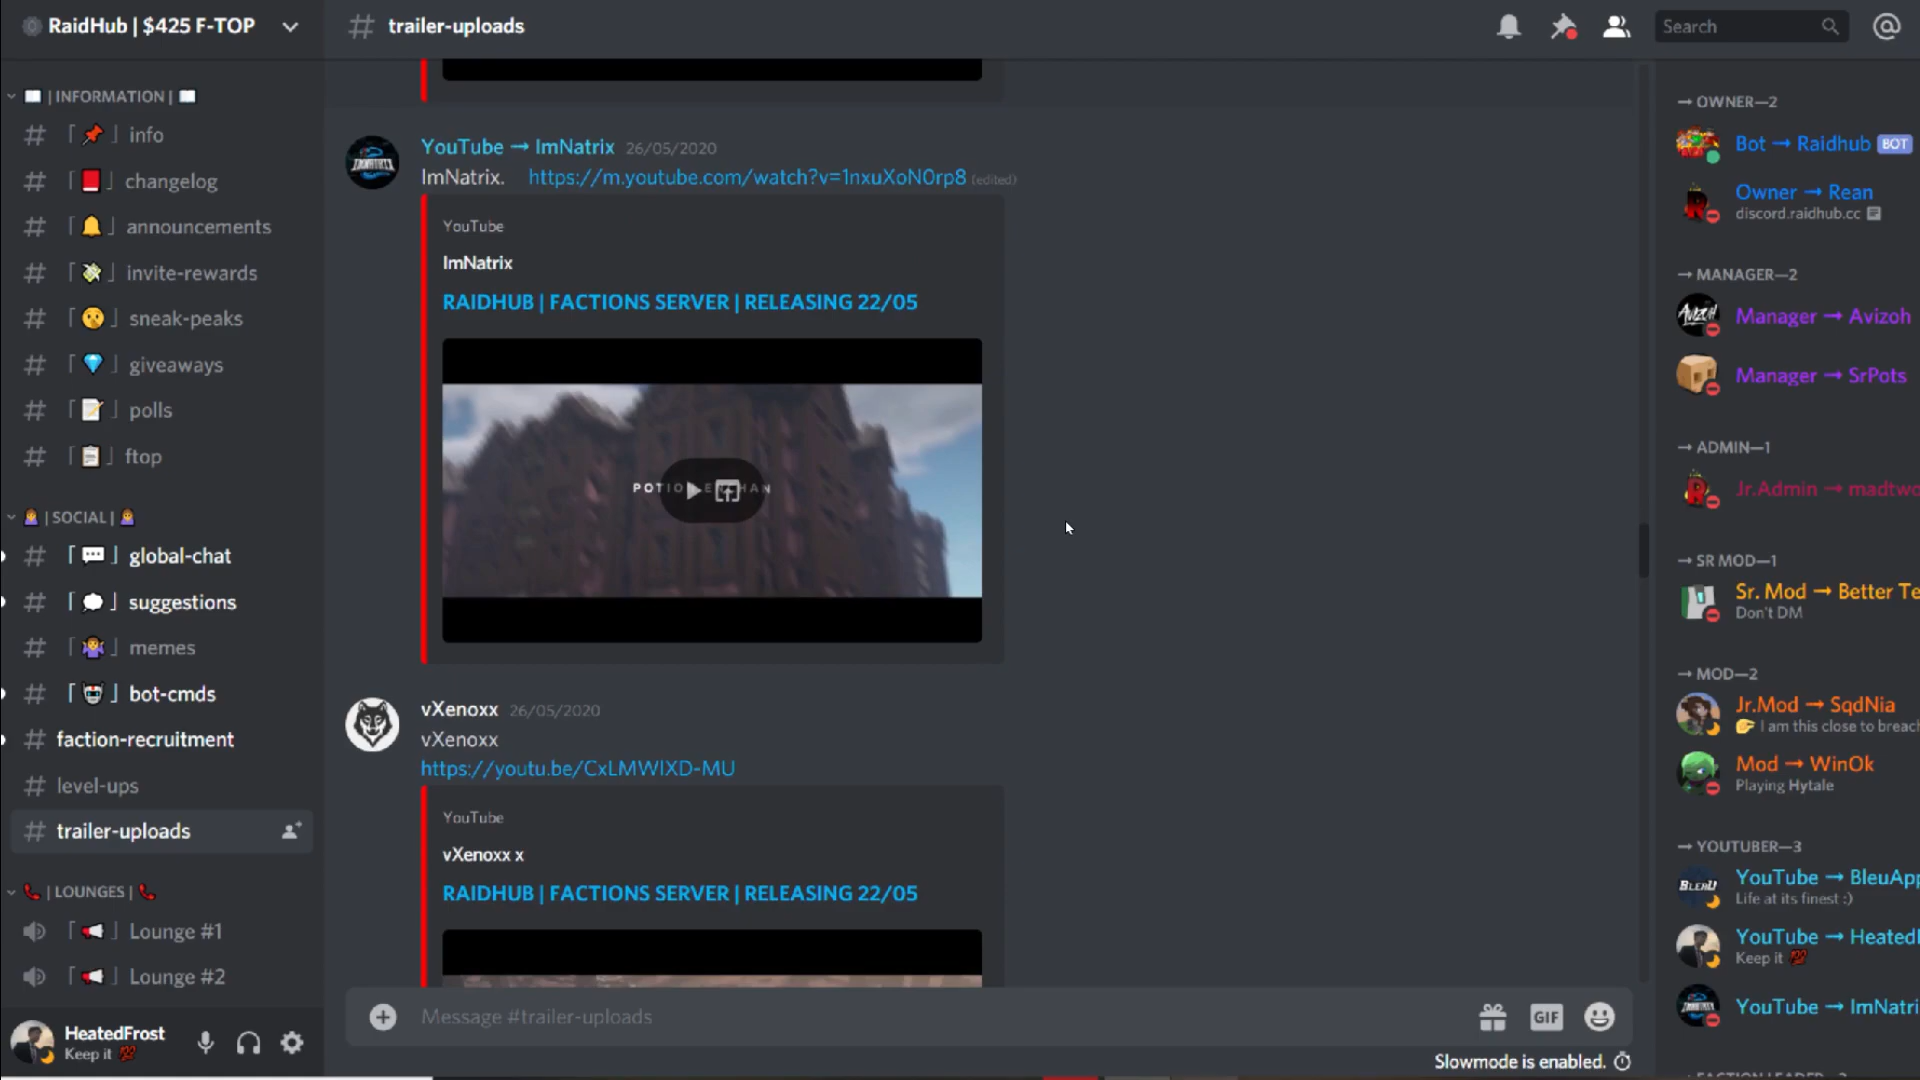 RaidHub | $425 F-TOP
| INFORMATION |
「 」 info
「 」 changelog
「 」 announcements
「 」 invite-rewards
「 」 sneak-peaks
「 」 giveaways
「 」 polls
「 」 ftop
| SOCIAL |
「 」 global-chat
「 」 suggestions
「 」 memes
「 」 bot-cmds
faction-recruitment
level-ups
trailer-uploads
| LOUNGES |
「 」 Lounge #1
「 」 Lounge #2
HeatedFrost
Keep it 💯
# trailer-uploads
Search
YouTube → ImNatrix 26/05/2020
ImNatrix. https://m.youtube.com/watch?v=1nxuXoN0rp8 (edited)
YouTube
ImNatrix
RAIDHUB | FACTIONS SERVER | RELEASING 22/05
vXenoxx 26/05/2020
vXenoxx
https://youtu.be/CxLMWIXD-MU
YouTube
vXenoxx x
RAIDHUB | FACTIONS SERVER | RELEASING 22/05
Message #trailer-uploads
GIF
Slowmode is enabled.
→ OWNER—2
Bot → Raidhub BOT
Owner → Rean
discord.raidhub.cc
→ MANAGER—2
Manager → Avizoh
Manager → SrPots
→ ADMIN—1
Jr.Admin → madtwo
→ SR MOD—1
Sr. Mod → Better Te
Don't DM
→ MOD—2
Jr.Mod → SqdNia
I am this close to breach
Mod → WinOk
Playing Hytale
→ YOUTUBER—3
YouTube → BleuApp
Life at its finest :)
YouTube → Heated
Keep it 💯
YouTube → ImNatri